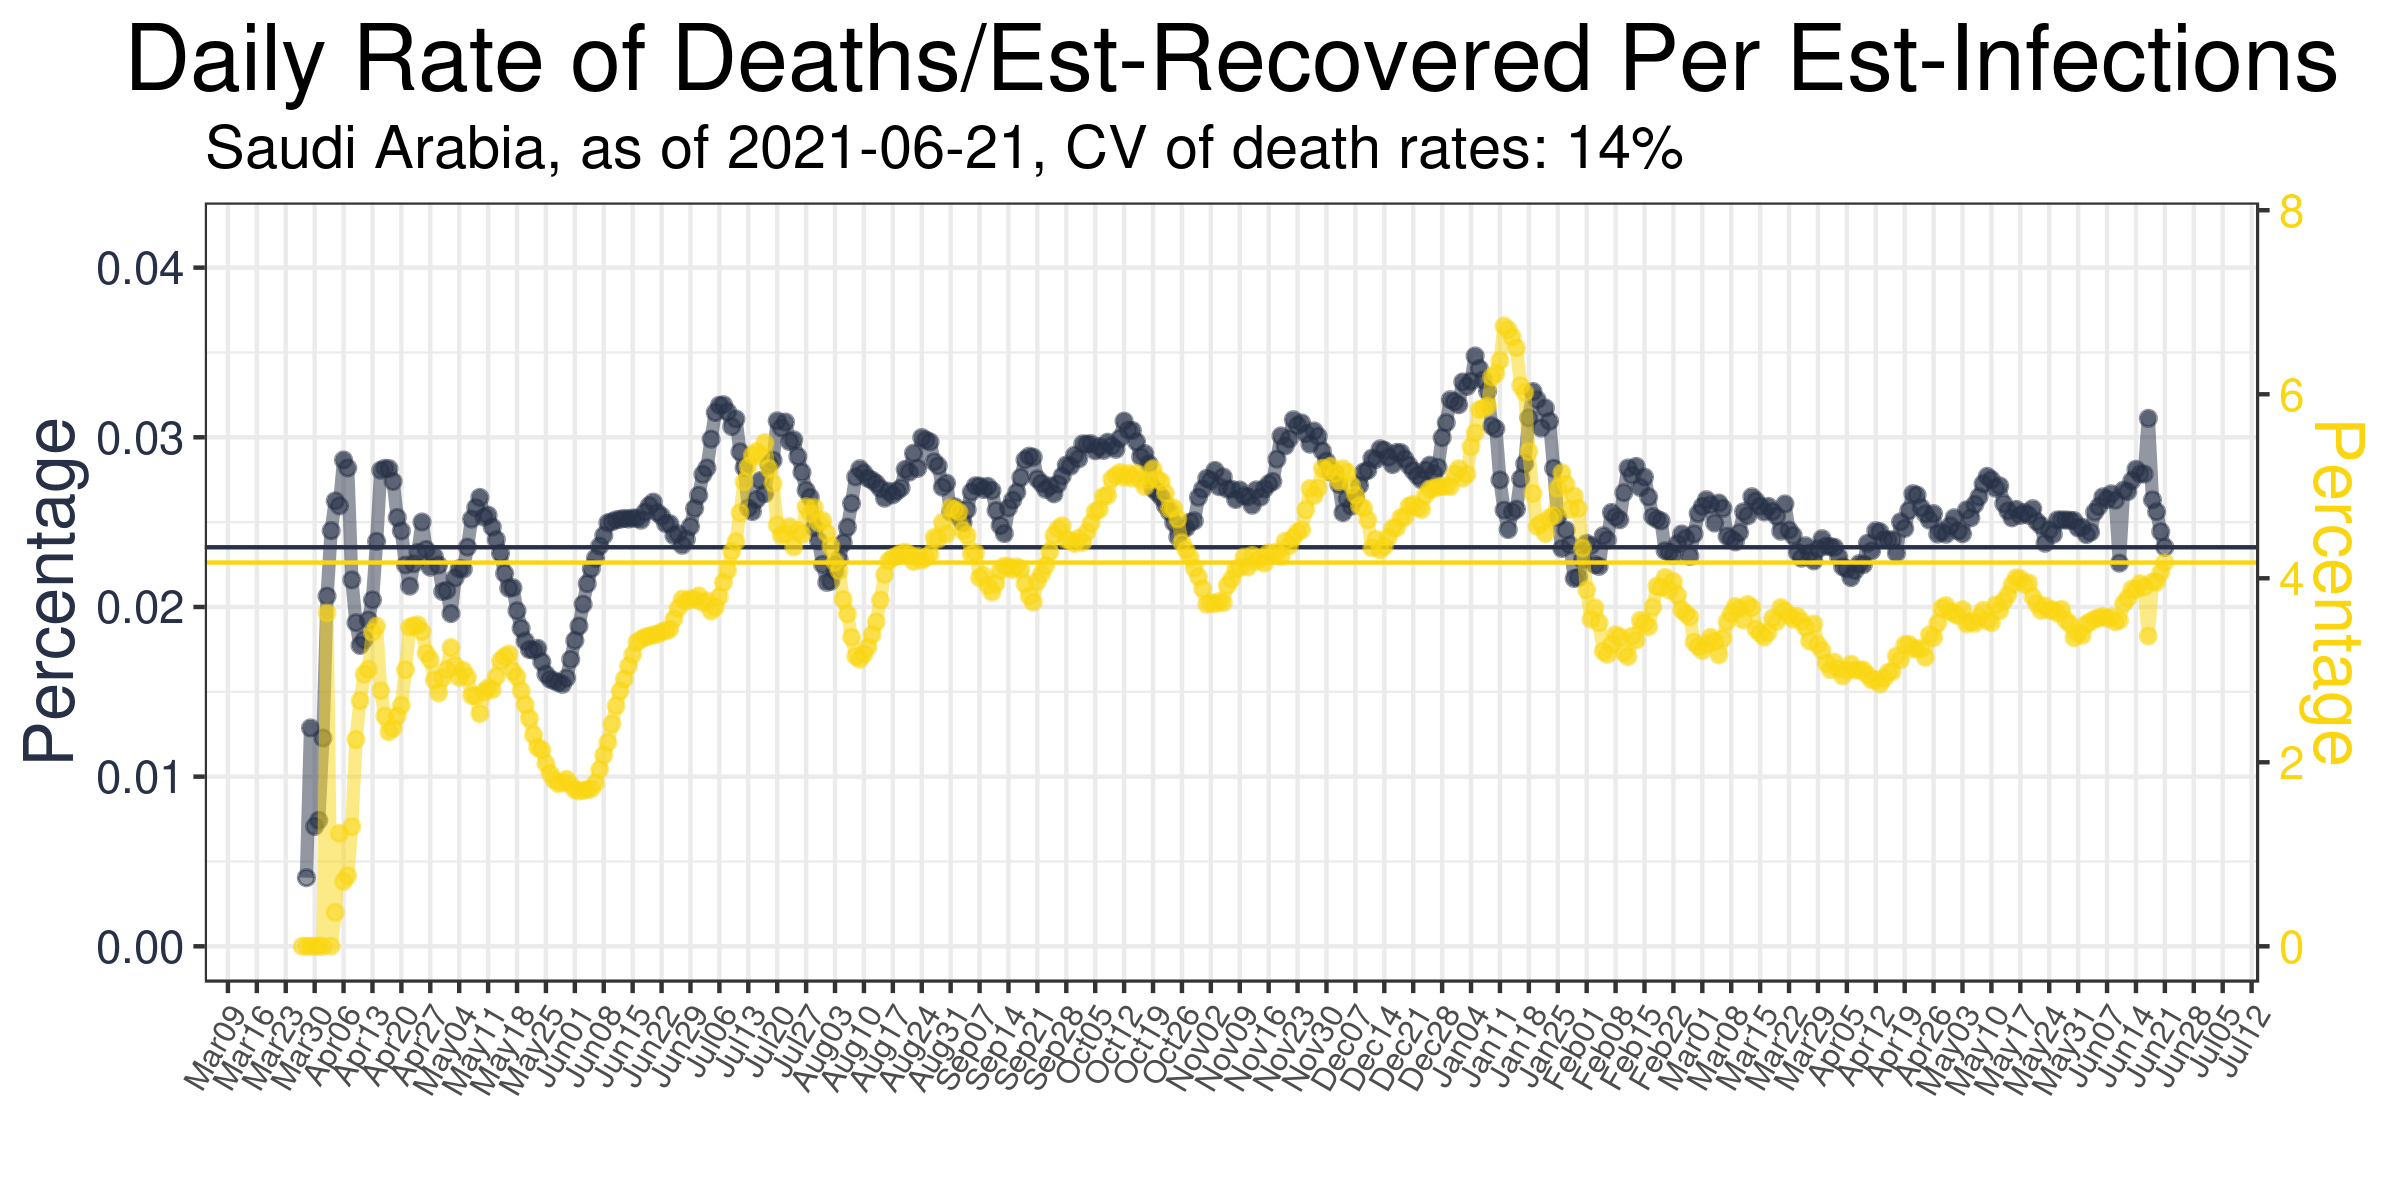 Daily Rate of Deaths/Est-Recovered Per Est-Infections
Saudi Arabia, as of 2021-06-21, CV of death rates: 14%
Percentage
0.04
0.03
0.02
0.01
0.00
8
6
4
2
0
Percentage
Mar09
Mar16
Mar23
Mar30
Apr06
Apr13
Apr20
Apr27
May04
May11
May18
May25
Jun01
Jun08
Jun15
Jun22
Jun29
Jul06
Jul13
Jul20
Jul27
Aug03
Aug10
Aug17
Aug24
Aug31
Sep07
Sep14
Sep21
Sep28
Oct05
Oct12
Oct19
Oct26
Nov02
Nov09
Nov16
Nov23
Nov30
Dec07
Dec14
Dec21
Dec28
Jan04
Jan11
Jan18
Jan25
Feb01
Feb08
Feb15
Feb22
Mar01
Mar08
Mar15
Mar22
Mar29
Apr05
Apr12
Apr19
Apr26
May03
May10
May17
May24
May31
Jun07
Jun14
Jun21
Jun28
Jul05
Jul12